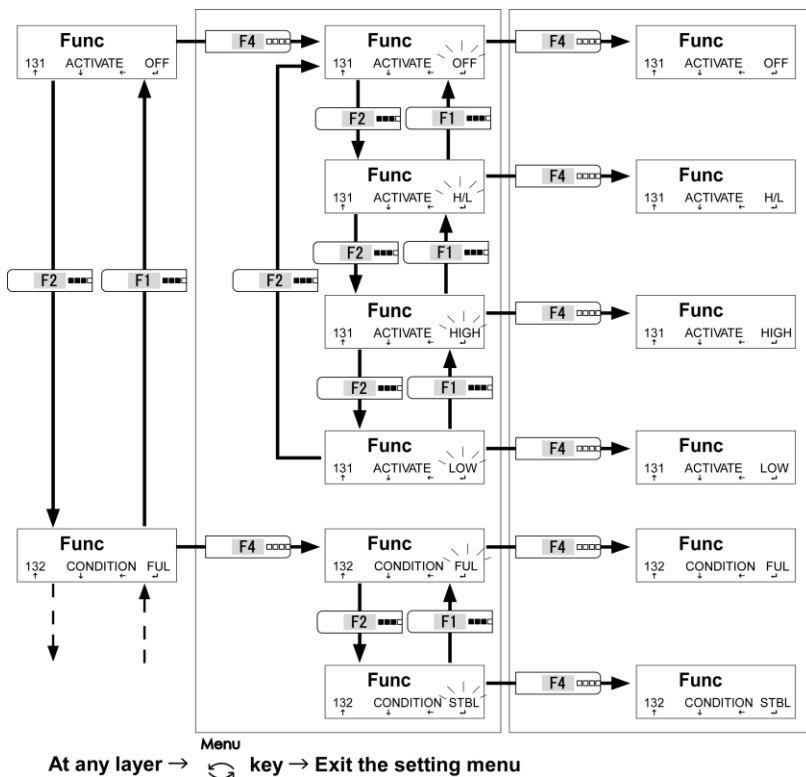 Func F4 Func F4 Func
131 ACTIVATE OFF 131 ACTIVATE OFF 131 ACTIVATE OFF
↑ ↓ ← ↵ ↑ ↓ ← ↵ ↑ ↓ ← ↵
F2 F1
Func F4 Func
131 ACTIVATE H/L 131 ACTIVATE H/L
↑ ↓ ← ↵ ↑ ↓ ← ↵
F2 F1 F2 F2 F1
Func F4 Func
131 ACTIVATE HIGH 131 ACTIVATE HIGH
↑ ↓ ← ↵ ↑ ↓ ← ↵
F2 F1
Func F4 Func
131 ACTIVATE LOW 131 ACTIVATE LOW
↑ ↓ ← ↵ ↑ ↓ ← ↵
Func F4 Func F4 Func
132 CONDITION FUL 132 CONDITION FUL 132 CONDITION FUL
↑ ↓ ← ↵ ↑ ↓ ← ↵ ↑ ↓ ← ↵
F2 F1
Func F4 Func
132 CONDITION STBL 132 CONDITION STBL
↑ ↓ ← ↵ ↑ ↓ ← ↵
Menu
At any layer → key → Exit the setting menu